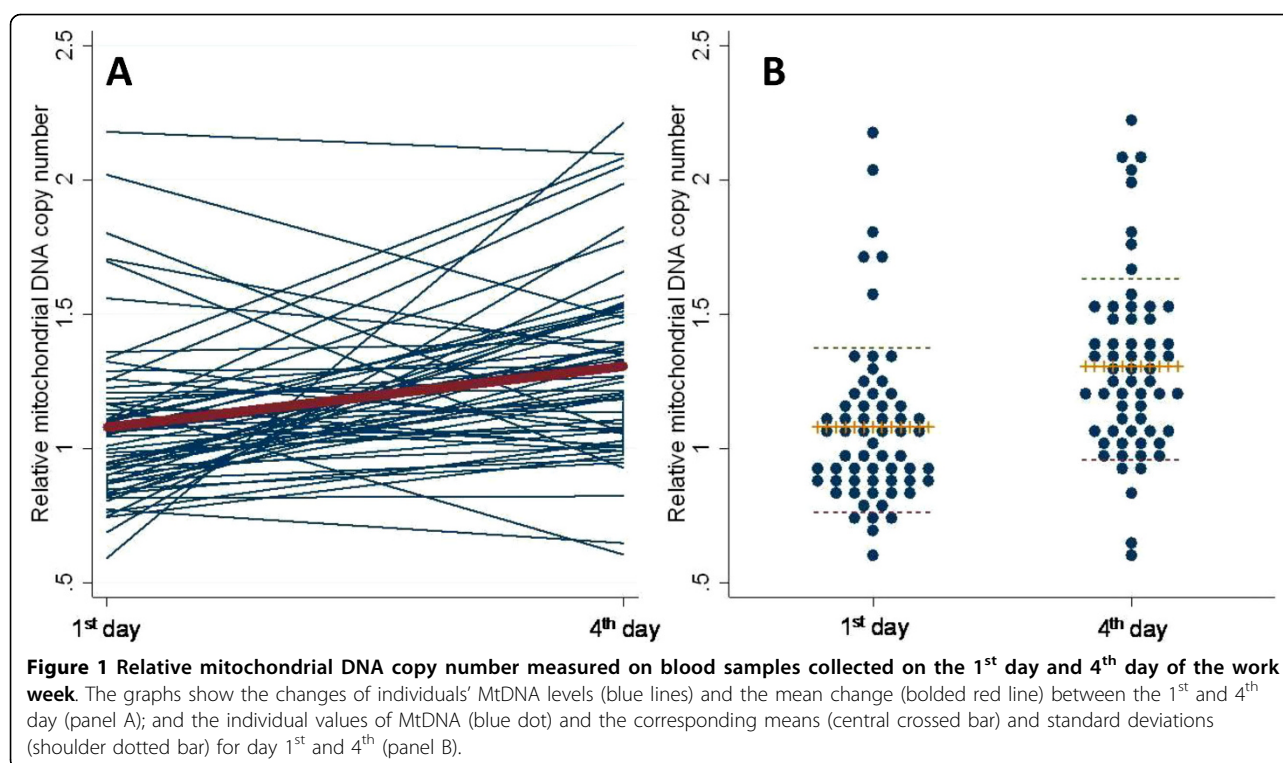 A
Relative mitochondrial DNA copy number
2.5
2
1.5
1
.5
1st day
4th day
B
Relative mitochondrial DNA copy number
2.5
2
1.5
1
.5
1st day
4th day
Figure 1 Relative mitochondrial DNA copy number measured on blood samples collected on the 1st day and 4th day of the work
week. The graphs show the changes of individuals' MtDNA levels (blue lines) and the mean change (bolded red line) between the 1st and 4th
day (panel A); and the individual values of MtDNA (blue dot) and the corresponding means (central crossed bar) and standard deviations
(shoulder dotted bar) for day 1st and 4th (panel B).